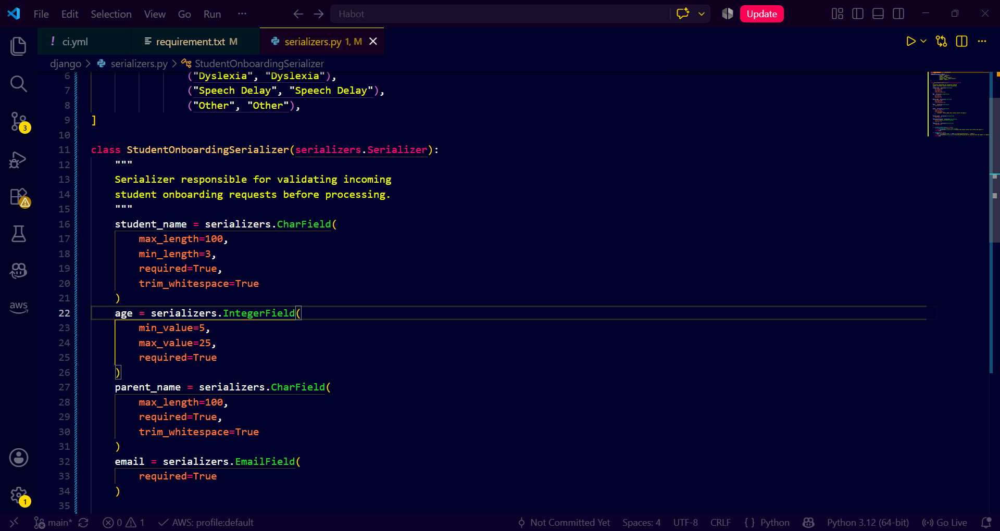 File Edit Selection View Go Run ··· Habot Update
! ci.yml requirement.txt M serializers.py 1, M
django > serializers.py > StudentOnboardingSerializer
6 ("Dyslexia", "Dyslexia"),
7 ("Speech Delay", "Speech Delay"),
8 ("Other", "Other"),
9 ]
10
11 class StudentOnboardingSerializer(serializers.Serializer):
12 """
13 Serializer responsible for validating incoming
14 student onboarding requests before processing.
15 """
16 student_name = serializers.CharField(
17 max_length=100,
18 min_length=3,
19 required=True,
20 trim_whitespace=True
21 )
22 age = serializers.IntegerField(
23 min_value=5,
24 max_value=25,
25 required=True
26 )
27 parent_name = serializers.CharField(
28 max_length=100,
29 required=True,
30 trim_whitespace=True
31 )
32 email = serializers.EmailField(
33 required=True
34 )
35
3
aws
1
main* 0 1 AWS: profile:default Not Committed Yet Spaces: 4 UTF-8 CRLF { } Python Python 3.12 (64-bit) Go Live